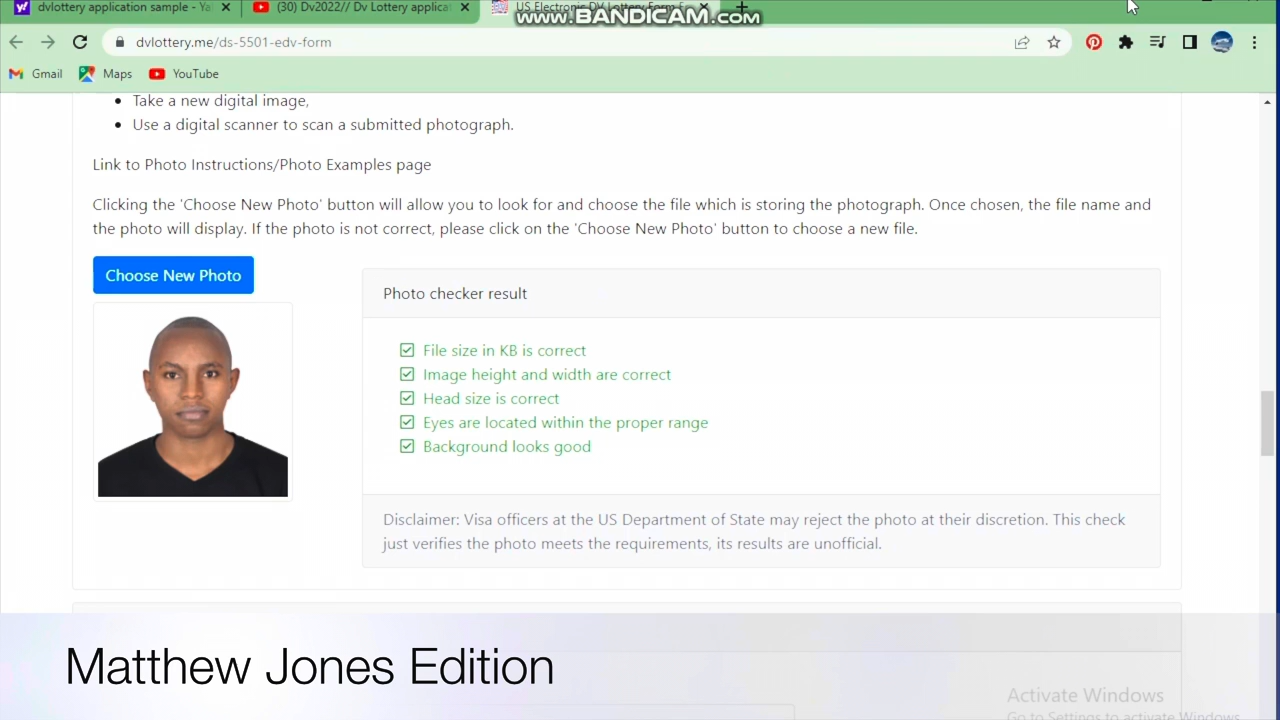 dvlottery application sample - Ya
(30) Dv2022// Dv Lottery applicat
US Electronic DV Lottery Form f
www.BANDICAM.com
dvlottery.me/ds-5501-edv-form
Gmail
Maps
YouTube
Take a new digital image,
Use a digital scanner to scan a submitted photograph.
Link to Photo Instructions/Photo Examples page
Clicking the 'Choose New Photo' button will allow you to look for and choose the file which is storing the photograph. Once chosen, the file name and
the photo will display. If the photo is not correct, please click on the 'Choose New Photo' button to choose a new file.
Choose New Photo
Photo checker result
File size in KB is correct
Image height and width are correct
Head size is correct
Eyes are located within the proper range
Background looks good
Disclaimer: Visa officers at the US Department of State may reject the photo at their discretion. This check
just verifies the photo meets the requirements, its results are unofficial.
Matthew Jones Edition
Activate Windows
Go to Settings to activate Windows.